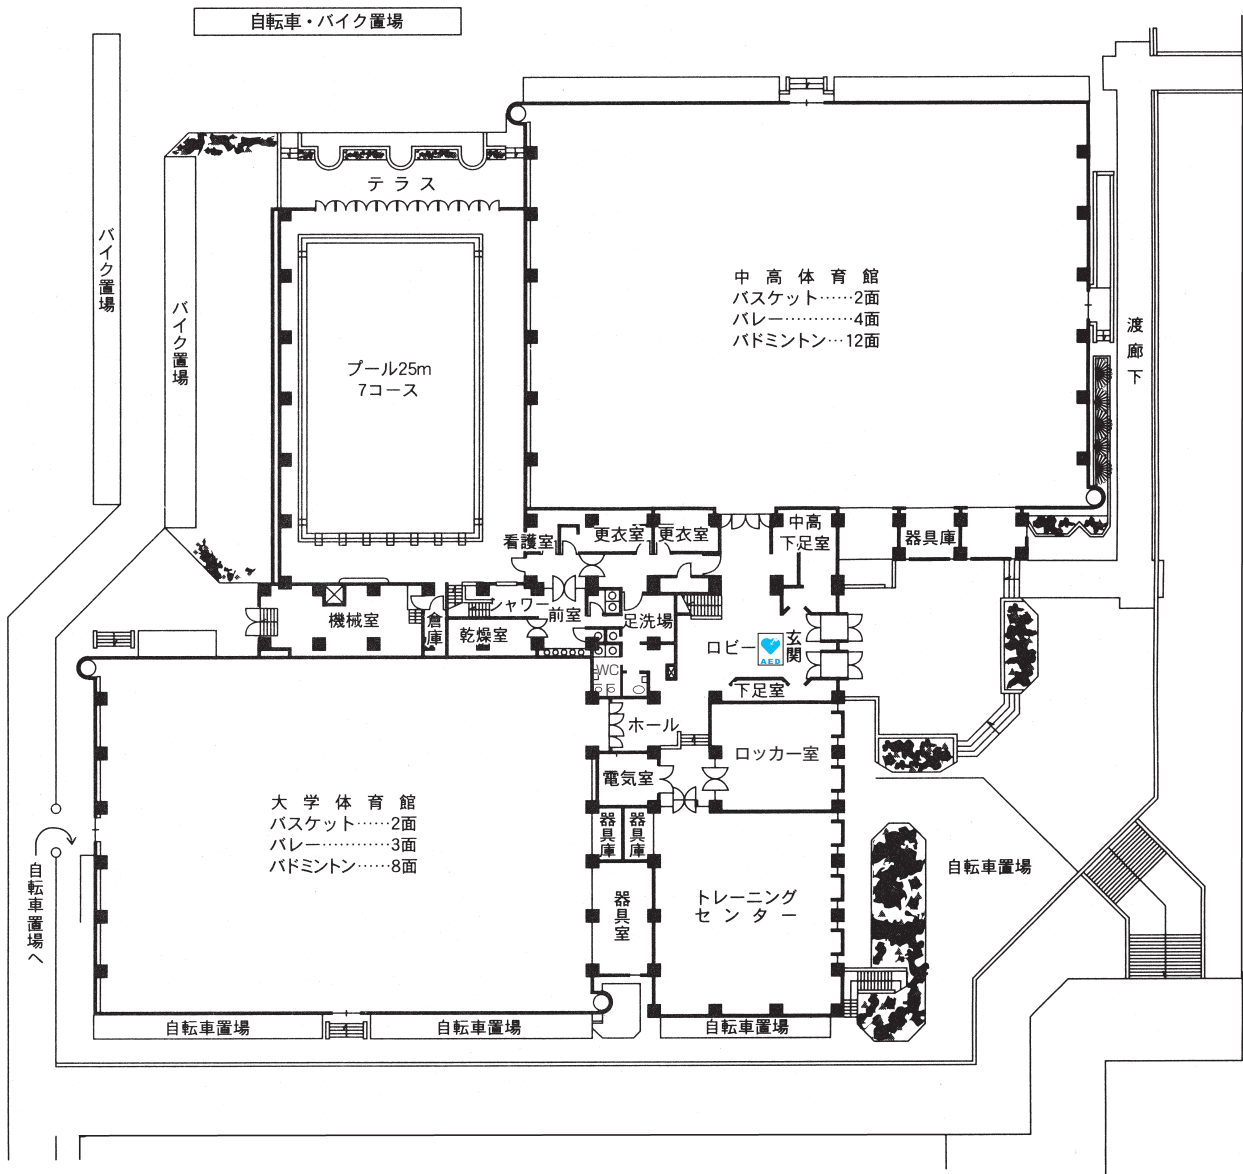 自転車・バイク置場
テラス
バイク置場
バイク置場
中高体育館
バスケット……2面
バレー…………4面
バドミントン…12面
渡廊下
プール25m
7コース
看護室
更衣室
更衣室
中高
下足室
器具庫
機械室
倉庫
シャワー
前室
乾燥室
足洗場
WC
ロビー
AED
玄関
下足室
ホール
ロッカー室
電気室
大学体育館
バスケット……2面
バレー…………3面
バドミントン……8面
器具庫
器具庫
器具室
トレーニング
センター
自転車置場
自転車置場へ
自転車置場
自転車置場
自転車置場